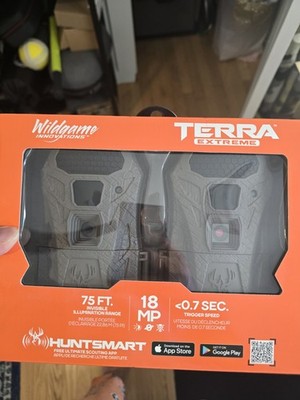 Wildgame
INNOVATIONS
TERRA
EXTREME
75 FT.
INVISIBLE
ILLUMINATION RANGE
18
MP
<0.7 SEC.
TRIGGER SPEED
HUNTSMART
FREE ULTIMATE SCOUTING APP
Download on the
App Store
GET IT ON
Google Play